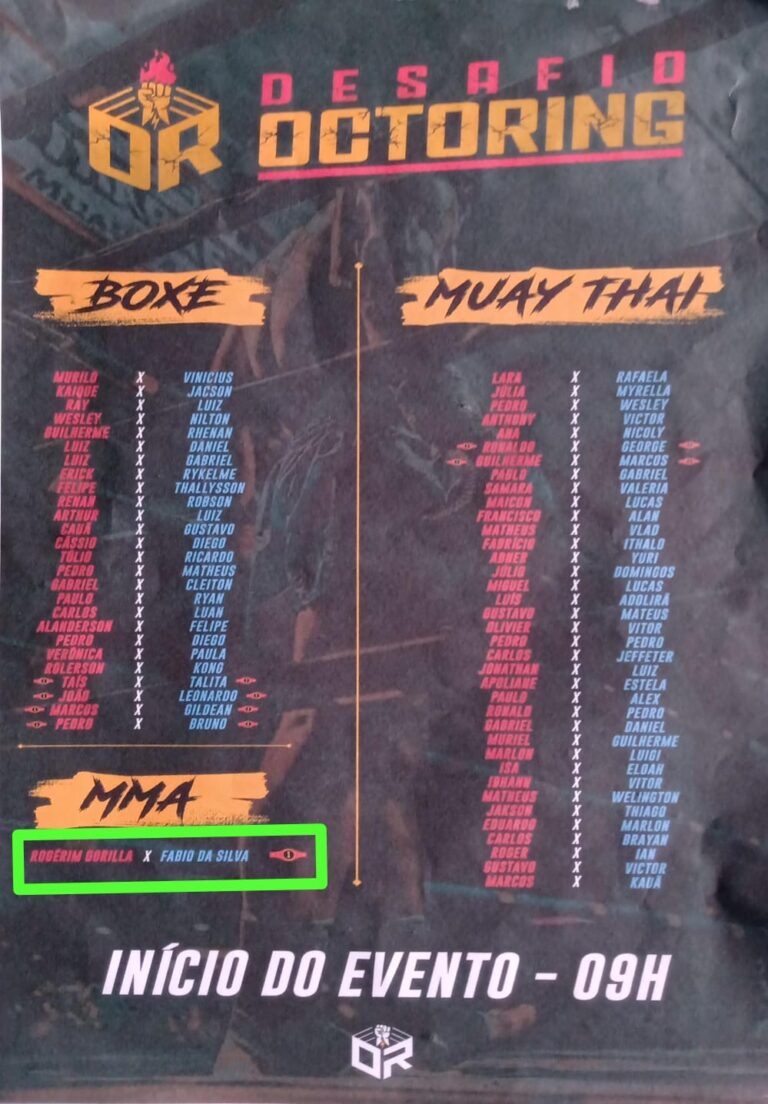 OR
DESAFIO
OCTORING
BOXE
MURILO X VINICIUS
KAIQUE X JACSON
RAY X LUIZ
WESLEY X NILTON
GUILHERME X RHENAN
LUIZ X DANIEL
LUIZ X GABRIEL
ERICK X RYKELME
FELIPE X THALLYSSON
RENAN X ROBSON
ARTHUR X LUIZ
CAUÃ X GUSTAVO
CÁSSIO X DIEGO
TÚLIO X RICARDO
PEDRO X MATHEUS
GABRIEL X CLEITON
PAULO X RYAN
CARLOS X LUAN
ALANDERSON X FELIPE
PEDRO X DIEGO
VERÔNICA X PAULA
ROLERSON X KONG
TAÍS X TALITA
JOÃO X LEONARDO
MARCOS X GILDEAN
PEDRO X BRUNO
MMA
ROGÉRIM GORILLA X FABIO DA SILVA
MUAY THAI
LARA X RAFAELA
JÚLIA X MYRELLA
PEDRO X WESLEY
ANTHONY X VICTOR
ANA X NICOLY
RONALDO X GEORGE
GUILHERME X MARCOS
PABLO X GABRIEL
SAMARA X VALERIA
MAICON X LUCAS
FRANCISCO X ALAN
MATHEUS X VLAD
FABRÍCIO X ITHALO
ABNER X YURI
JÚLIO X DOMINGOS
MIGUEL X LUCAS
LUÍS X ADOLIRÃ
GUSTAVO X MATEUS
OLIVIER X VITOR
PEDRO X PEDRO
CARLOS X JEFFETER
JONATHAN X LUIZ
APOLIANE X ESTELA
PAULO X ALEX
RONALD X PEDRO
GABRIEL X DANIEL
MURIEL X GUILHERME
MARLON X LUIGI
ISA X ELOAH
X VITOR
MATHEUS X WELINGTON
JAKSON X THIAGO
EDUARDO X MARLON
CARLOS X BRAYAN
ROGER X IAN
GUSTAVO X VICTOR
MARCOS X KAUÃ
INÍCIO DO EVENTO - 09H
OR